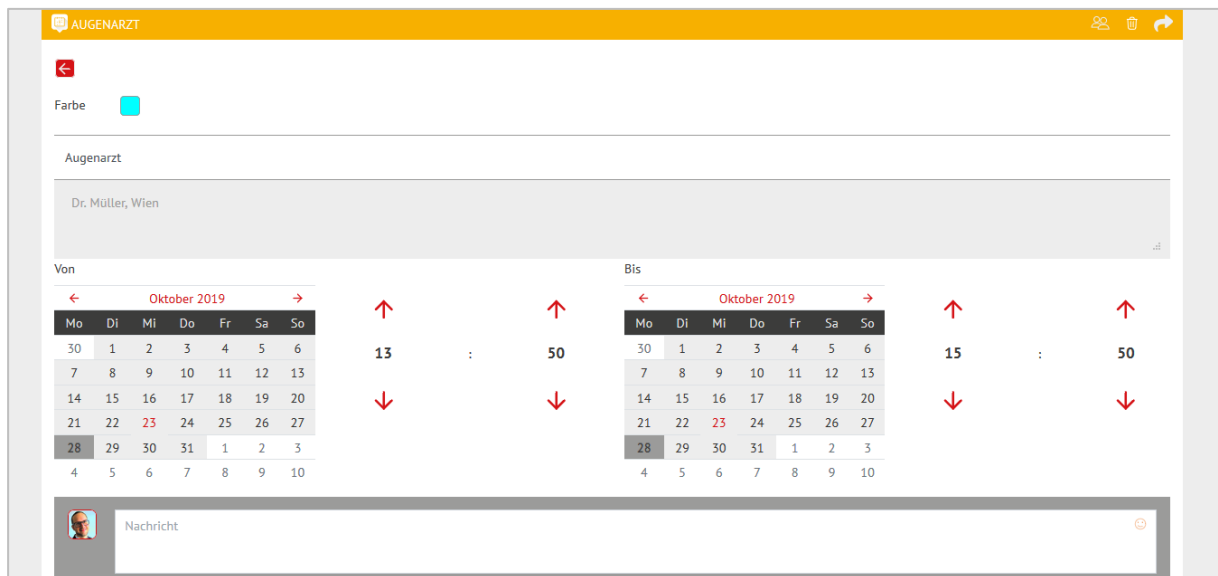 AUGENARZT
Farbe
Augenarzt
Dr. Müller, Wien
Von
Oktober 2019
Mo Di Mi Do Fr Sa So
30 1 2 3 4 5 6
7 8 9 10 11 12 13
14 15 16 17 18 19 20
21 22 23 24 25 26 27
28 29 30 31 1 2 3
4 5 6 7 8 9 10
13 : 50
Bis
Oktober 2019
Mo Di Mi Do Fr Sa So
30 1 2 3 4 5 6
7 8 9 10 11 12 13
14 15 16 17 18 19 20
21 22 23 24 25 26 27
28 29 30 31 1 2 3
4 5 6 7 8 9 10
15 : 50
Nachricht